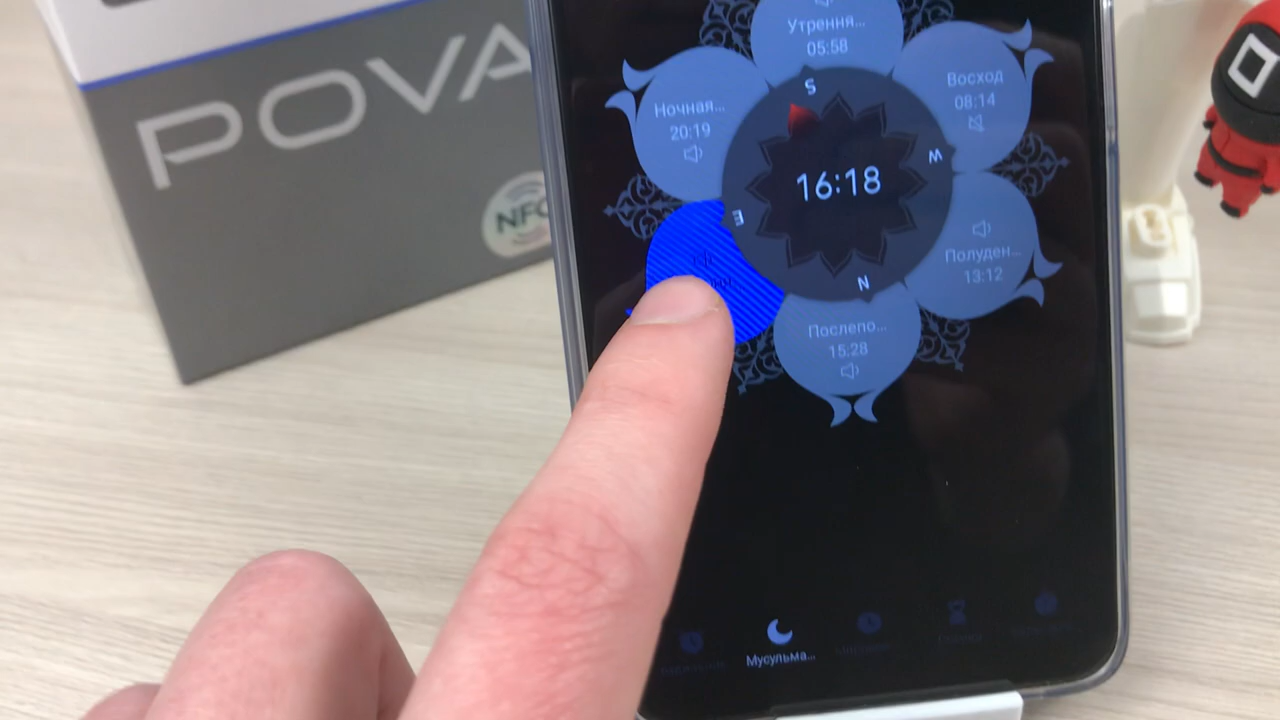 POVA
NFC
Утрення...
05:58
Восход
08:14
Ночная...
20:19
S
W
E
N
16:18
Полуден...
13:12
Послепо...
15:28
Мусульма...